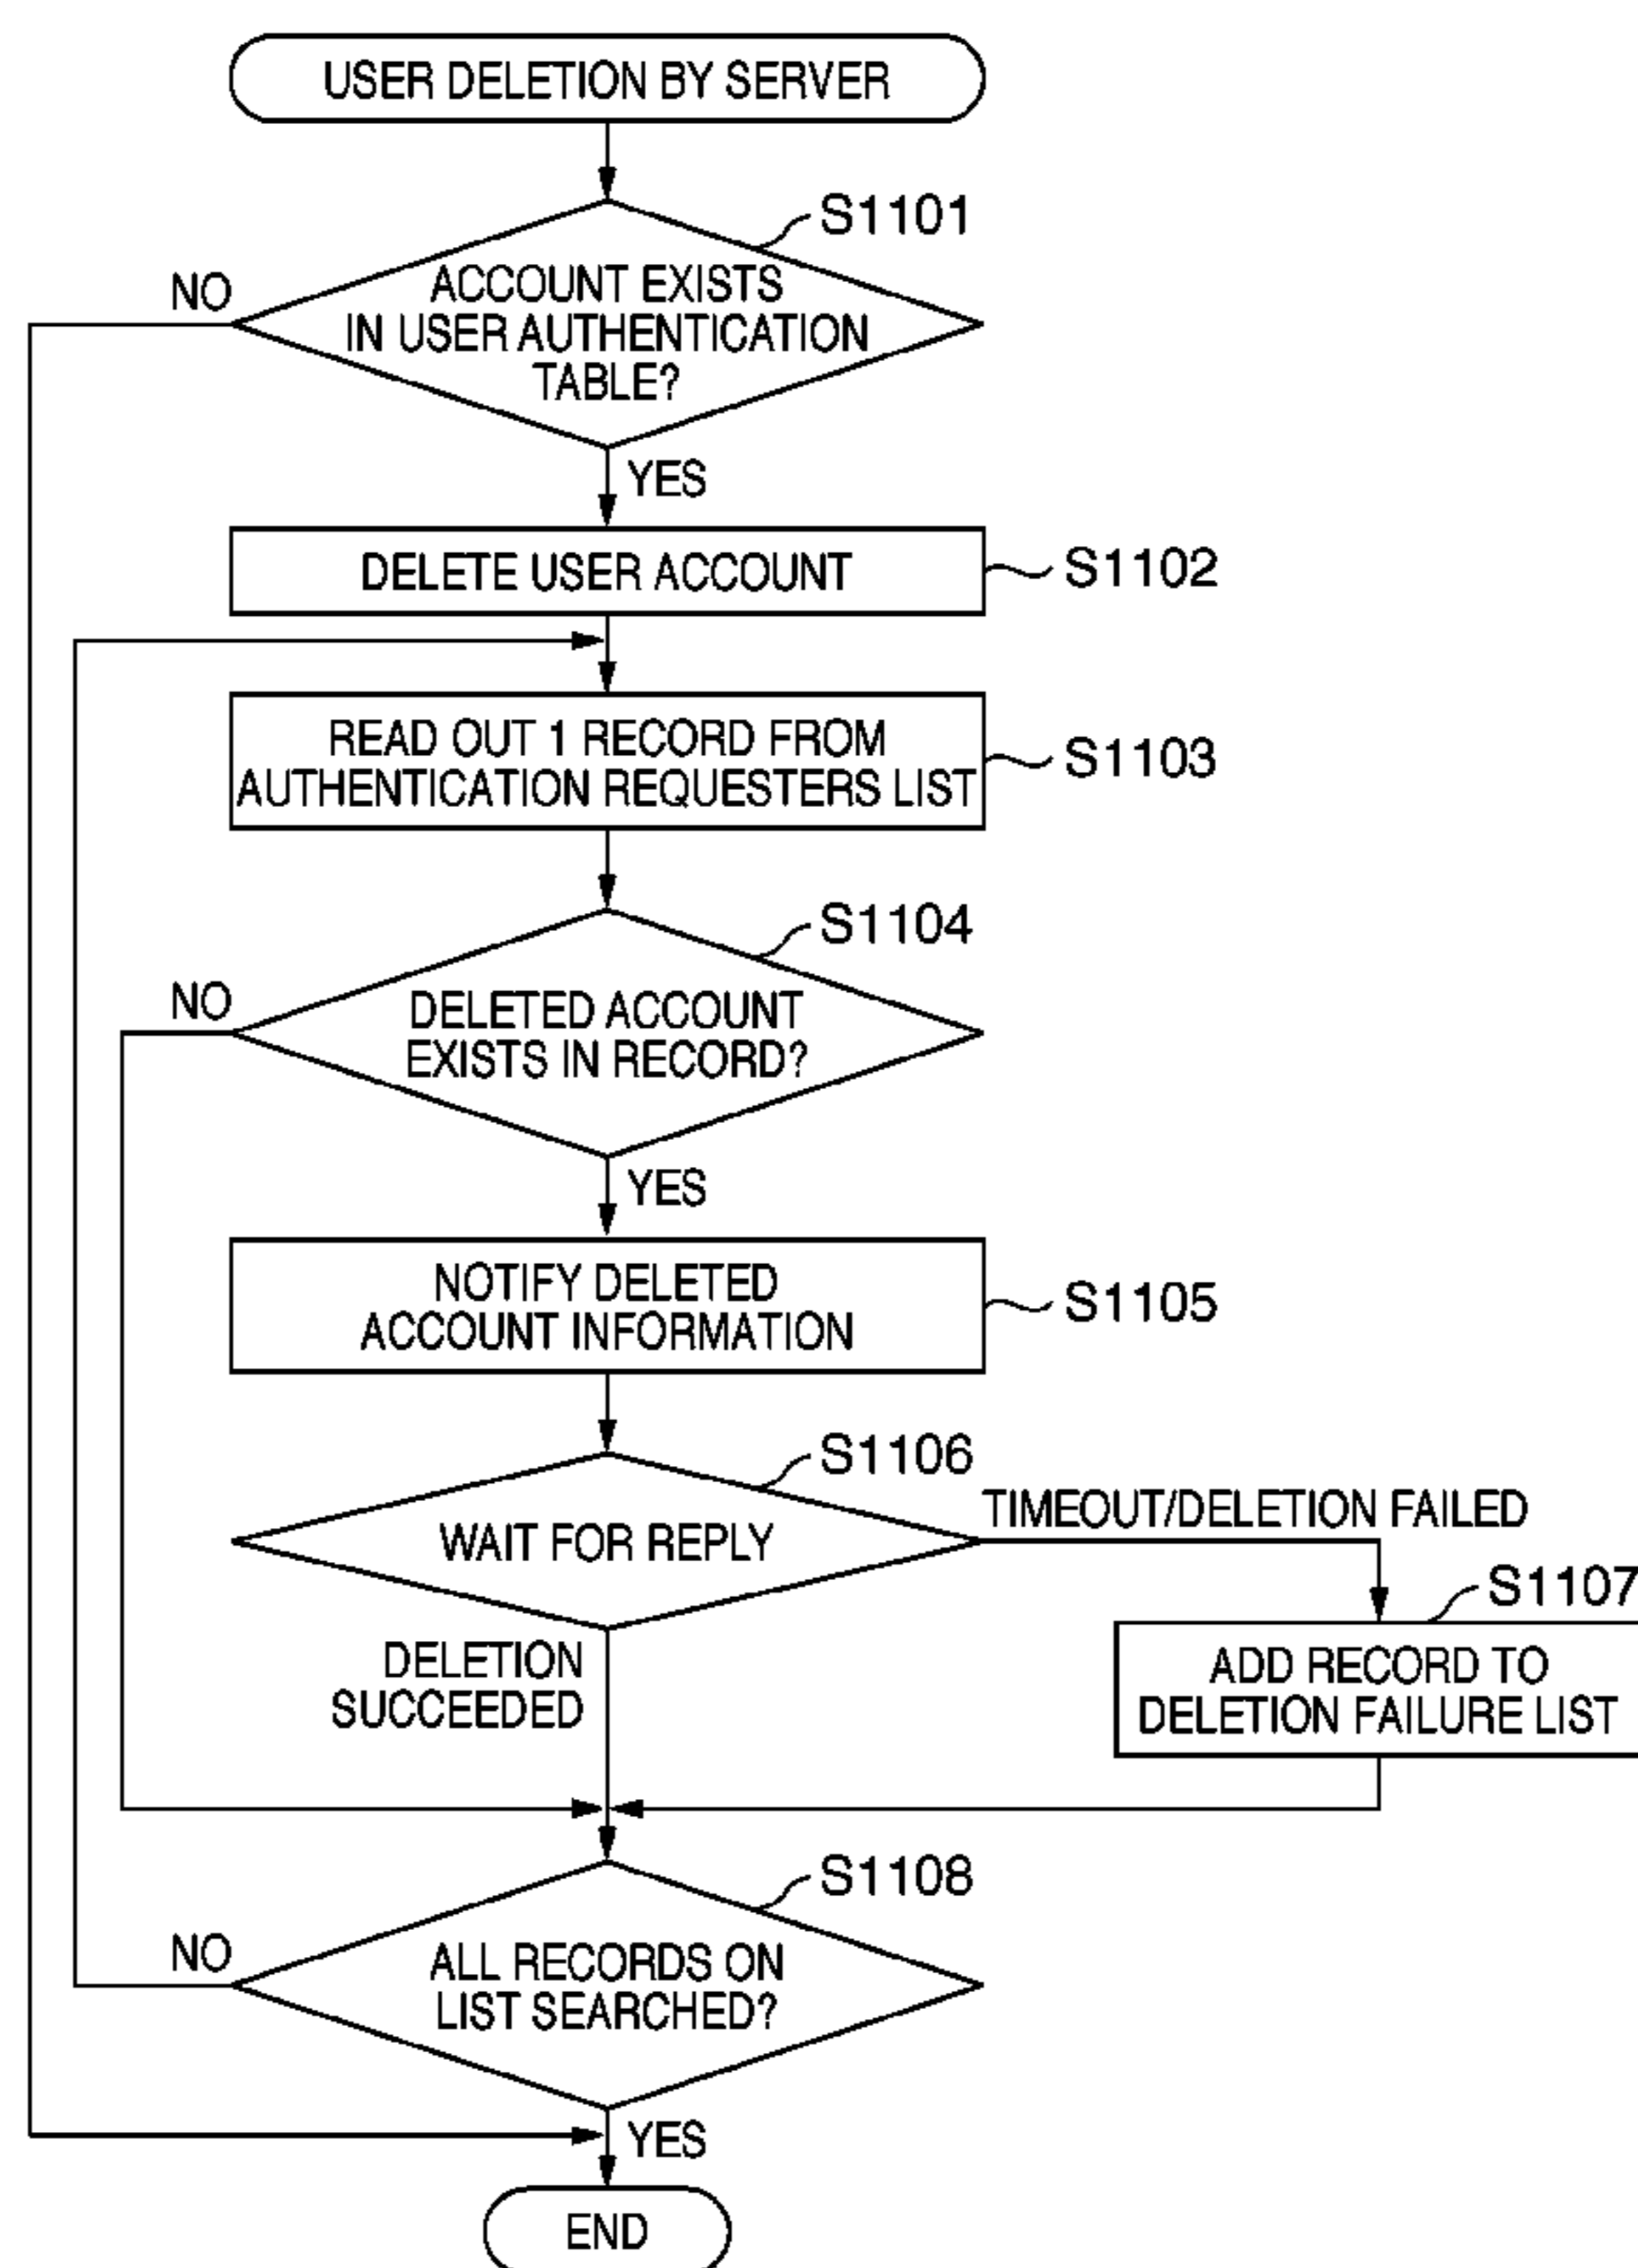 USER DELETION BY SERVER
S1101
NO
ACCOUNT EXISTS
IN USER AUTHENTICATION
TABLE?
YES
DELETE USER ACCOUNT
S1102
READ OUT 1 RECORD FROM
AUTHENTICATION REQUESTERS LIST
S1103
S1104
NO
DELETED ACCOUNT
EXISTS IN RECORD?
YES
NOTIFY DELETED
ACCOUNT INFORMATION
S1105
S1106
WAIT FOR REPLY
TIMEOUT/DELETION FAILED
S1107
DELETION
SUCCEEDED
ADD RECORD TO
DELETION FAILURE LIST
S1108
NO
ALL RECORDS ON
LIST SEARCHED?
YES
END